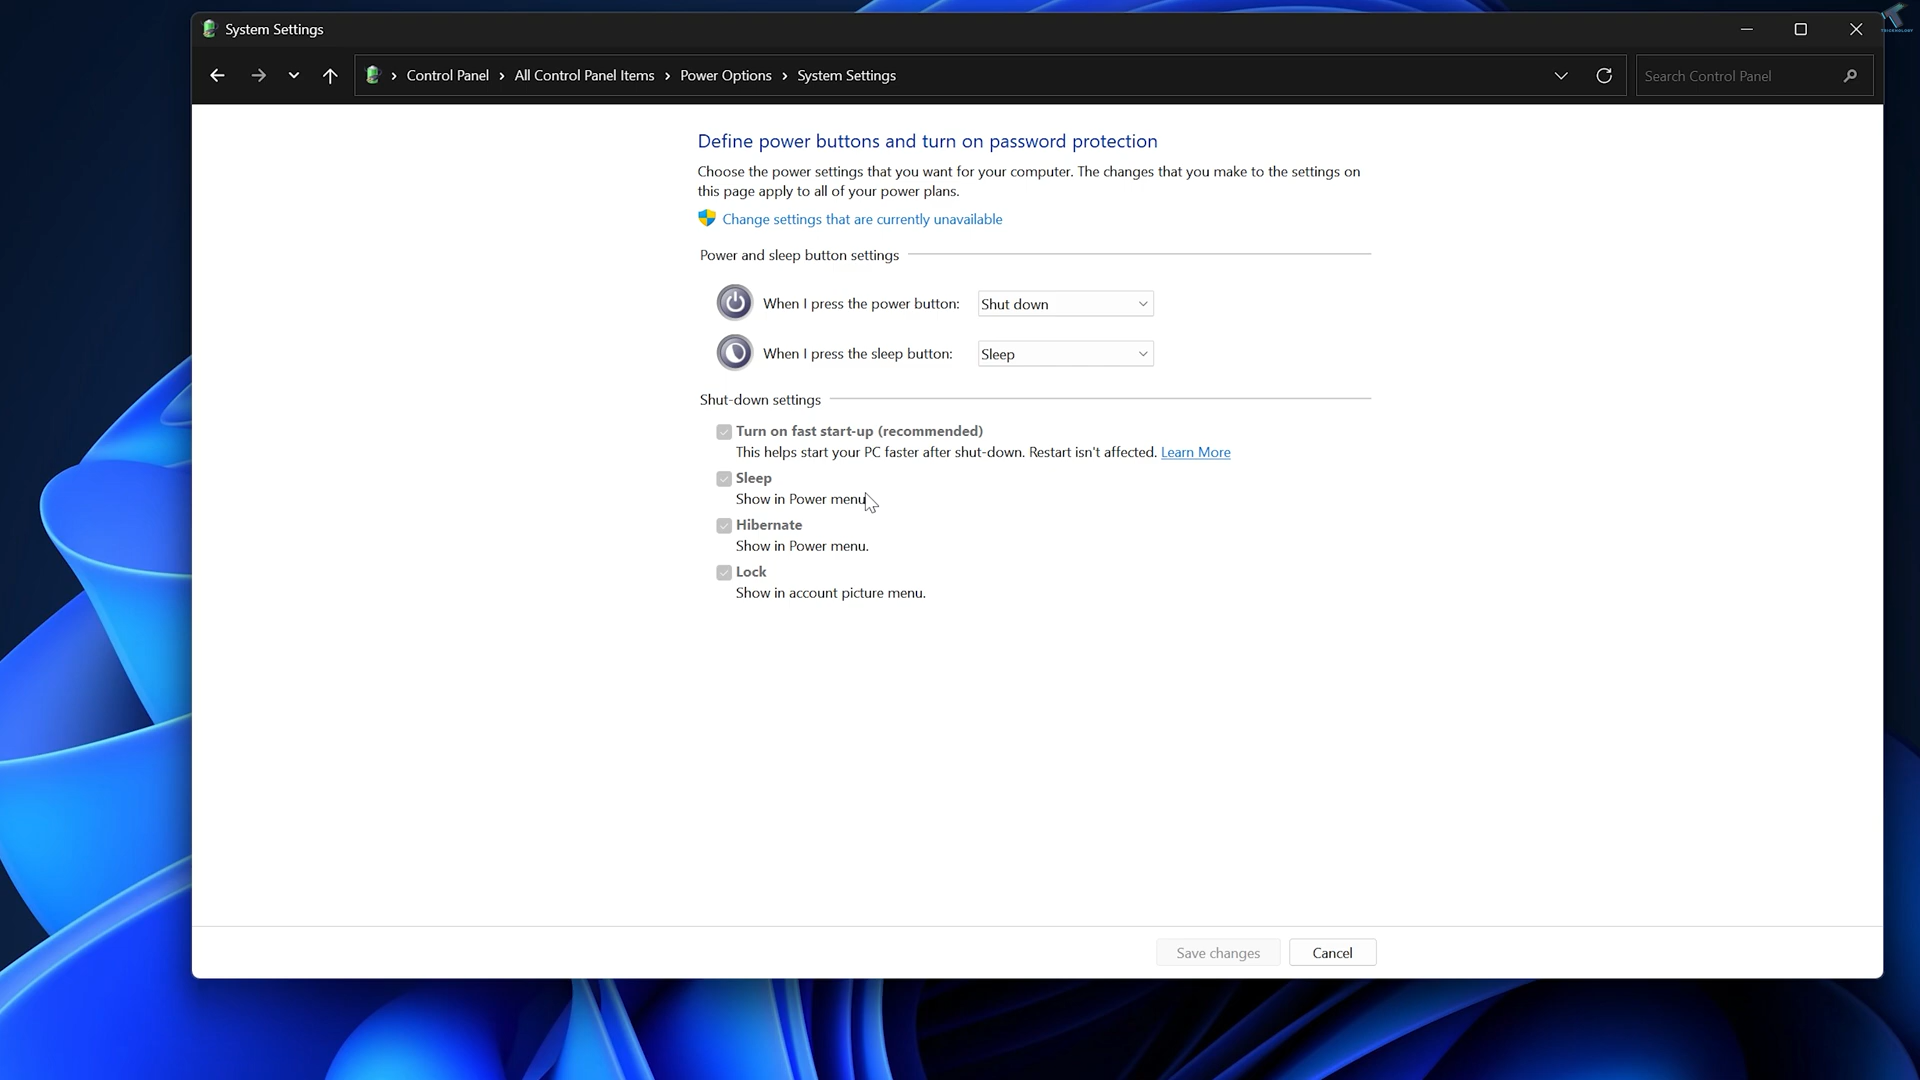 System Settings
Control Panel > All Control Panel Items > Power Options > System Settings
Search Control Panel
Define power buttons and turn on password protection
Choose the power settings that you want for your computer. The changes that you make to the settings on
this page apply to all of your power plans.
Change settings that are currently unavailable
Power and sleep button settings
When I press the power button: Shut down
When I press the sleep button: Sleep
Shut-down settings
Turn on fast start-up (recommended)
This helps start your PC faster after shut-down. Restart isn't affected. Learn More
Sleep
Show in Power menu
Hibernate
Show in Power menu.
Lock
Show in account picture menu.
Save changes
Cancel